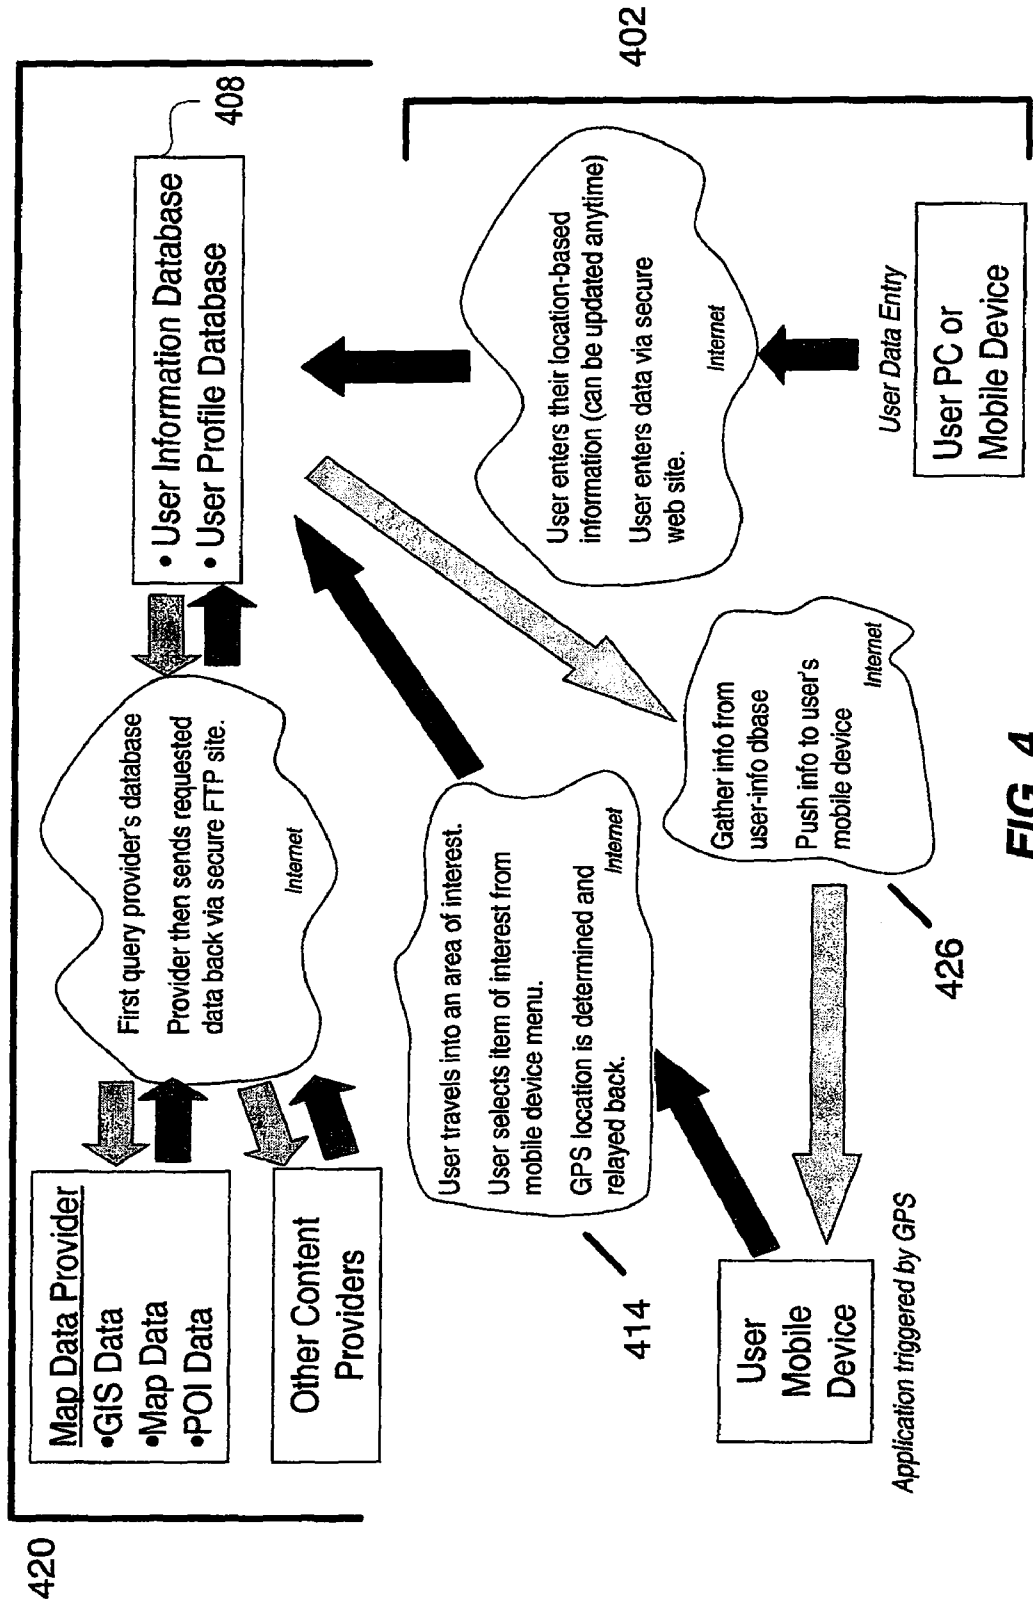 420
Map Data Provider
•GIS Data
•Map Data
•POI Data
Other Content
Providers
First query provider's database
Provider then sends requested
data back via secure FTP site.
Internet
• User Information Database
• User Profile Database
408
414
User travels into an area of interest.
User selects item of interest from
mobile device menu.
GPS location is determined and
relayed back.
Internet
User enters their location-based
information (can be updated anytime)
User enters data via secure
web site.
Internet
402
User
Mobile
Device
Application triggered by GPS
Gather info from
user-info dbase
Push info to user's
mobile device
Internet
426
User Data Entry
User PC or
Mobile Device
FIG. 4